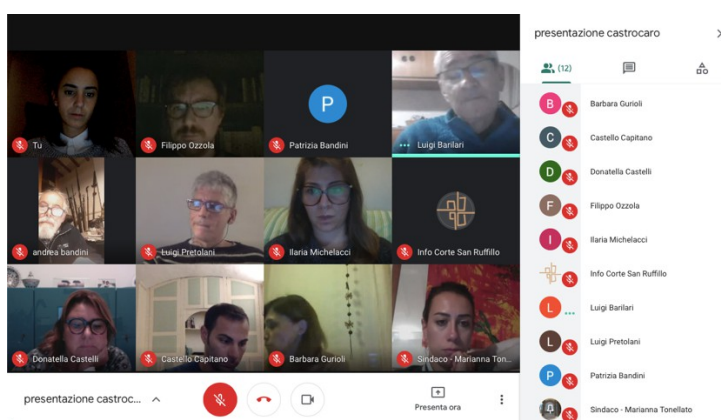 presentazione castrocaro
(12)
Tu
Filippo Ozzola
P
Patrizia Bandini
Luigi Barilari
andrea bandini
Luigi Pretolani
Ilaria Michelacci
Info Corte San Ruffillo
Donatella Castelli
Castello Capitano
Barbara Gurioli
Sindaco - Marianna Ton...
B Barbara Gurioli
C Castello Capitano
D Donatella Castelli
F Filippo Ozzola
I Ilaria Michelacci
Info Corte San Ruffillo
L Luigi Barilari
L Luigi Pretolani
P Patrizia Bandini
Sindaco - Marianna Tonellato
presentazione castroc...
Presenta ora